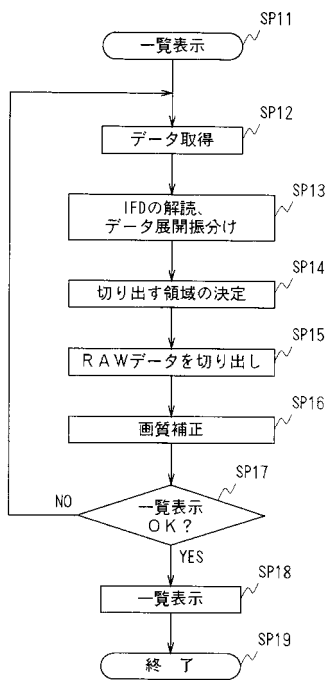 SP11
一覧表示
SP12
データ取得
SP13
IFDの解読、
データ展開振分け
SP14
切り出す領域の決定
SP15
RAWデータを切り出し
SP16
画質補正
SP17
一覧表示
OK?
NO
YES
SP18
一覧表示
SP19
終 了